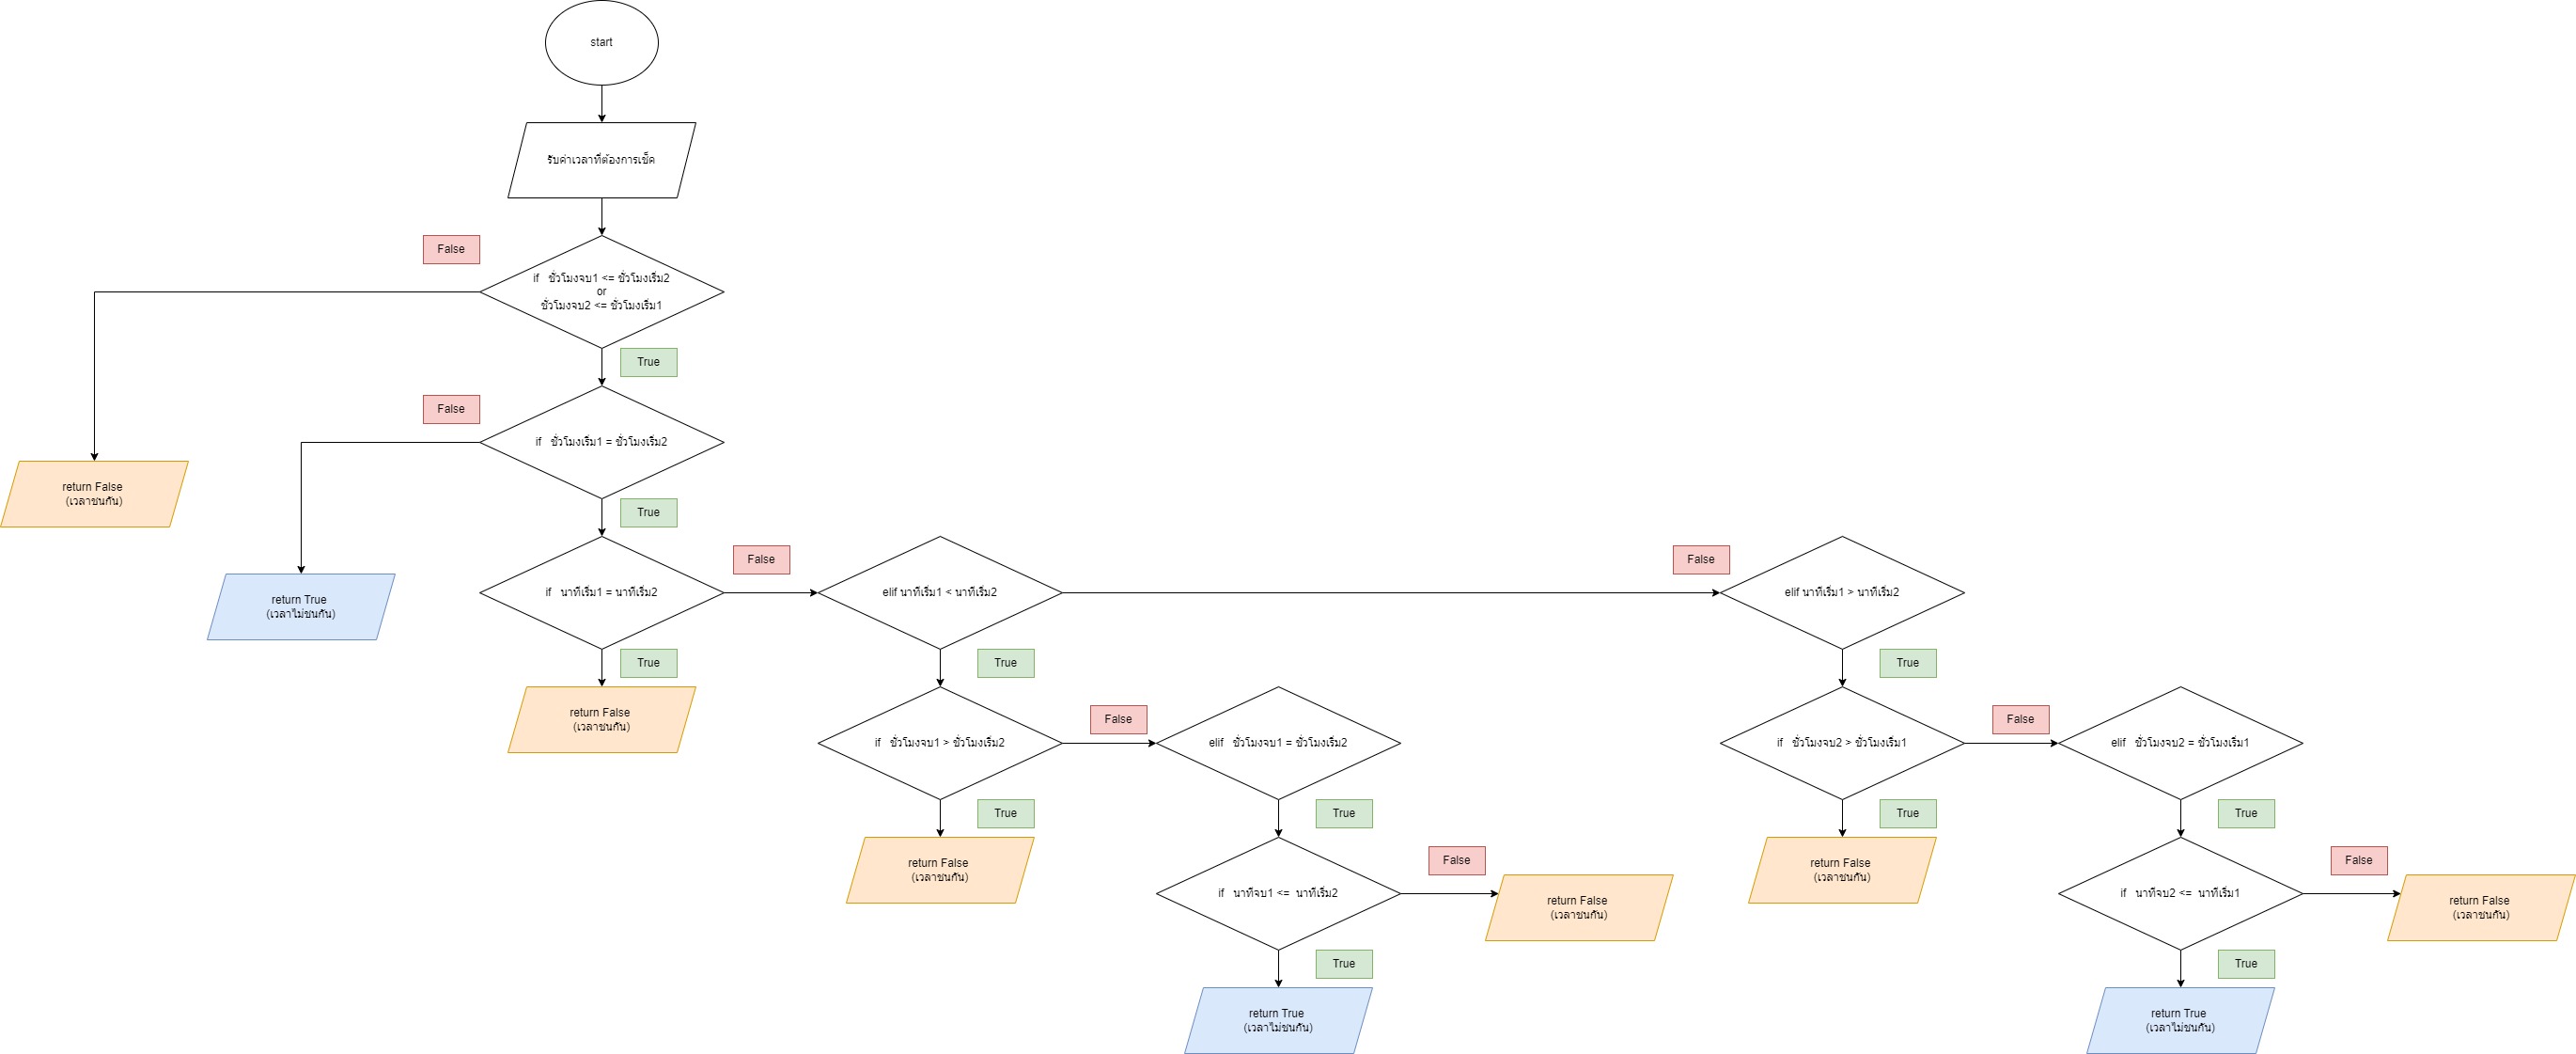 start
รับค่าเวลาที่ต้องการเช็ค
False
if ชั่วโมงจบ1 <= ชั่วโมงเริ่ม2
or
ชั่วโมงจบ2 <= ชั่วโมงเริ่ม1
True
False
if ชั่วโมงเริ่ม1 = ชั่วโมงเริ่ม2
return False
(เวลาชนกัน)
True
False
False
if นาทีเริ่ม1 = นาทีเริ่ม2
elif นาทีเริ่ม1 < นาทีเริ่ม2
elif นาทีเริ่ม1 > นาทีเริ่ม2
return True
(เวลาไม่ชนกัน)
True
True
True
return False
(เวลาชนกัน)
False
False
if ชั่วโมงจบ1 > ชั่วโมงเริ่ม2
elif ชั่วโมงจบ1 = ชั่วโมงเริ่ม2
if ชั่วโมงจบ2 > ชั่วโมงเริ่ม1
elif ชั่วโมงจบ2 = ชั่วโมงเริ่ม1
True
True
True
True
return False
(เวลาชนกัน)
False
return False
(เวลาชนกัน)
False
if นาทีจบ1 <= นาทีเริ่ม2
return False
(เวลาชนกัน)
if นาทีจบ2 <= นาทีเริ่ม1
return False
(เวลาชนกัน)
True
True
return True
(เวลาไม่ชนกัน)
return True
(เวลาไม่ชนกัน)